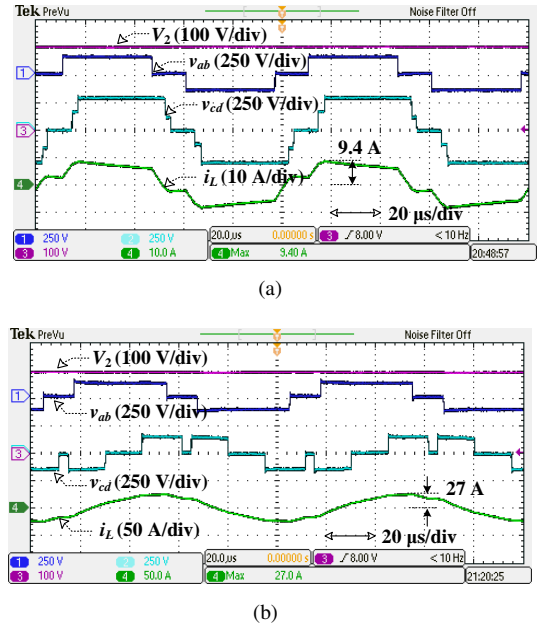 Tek PreVu Noise Filter Off
V2 (100 V/div)
1
vab (250 V/div)
vcd (250 V/div)
3
9.4 A
4
iL (10 A/div)
20 μs/div
1 250 V 2 250 V 20.0μs 0.00000 s 3 8.00 V < 10 Hz
3 100 V 4 10.0 A 4 Max 9.40 A 20:48:57
(a)
Tek PreVu Noise Filter Off
V2 (100 V/div)
1
vab (250 V/div)
3
vcd (250 V/div)
27 A
4
iL (50 A/div)
20 μs/div
1 250 V 2 250 V 20.0μs 0.00000 s 3 8.00 V < 10 Hz
3 100 V 4 50.0 A 4 Max 27.0 A 21:20:25
(b)